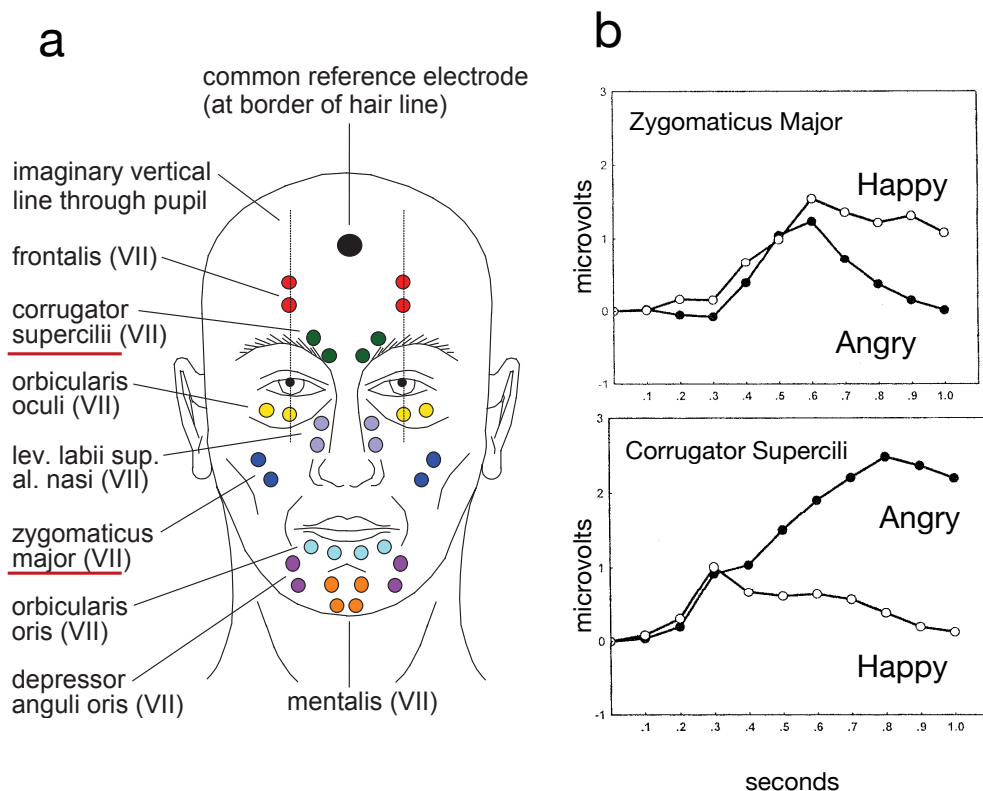 a
common reference electrode
(at border of hair line)
imaginary vertical
line through pupil
frontalis (VII)
corrugator
supercilii (VII)
orbicularis
oculi (VII)
lev. labii sup.
al. nasi (VII)
zygomaticus
major (VII)
orbicularis
oris (VII)
depressor
anguli oris (VII)
mentalis (VII)
b
Zygomaticus Major
Happy
Angry
microvolts
3
2
1
0
-1
.1 .2 .3 .4 .5 .6 .7 .8 .9 1.0
Corrugator Supercili
Angry
Happy
microvolts
3
2
1
0
-1
.1 .2 .3 .4 .5 .6 .7 .8 .9 1.0
seconds